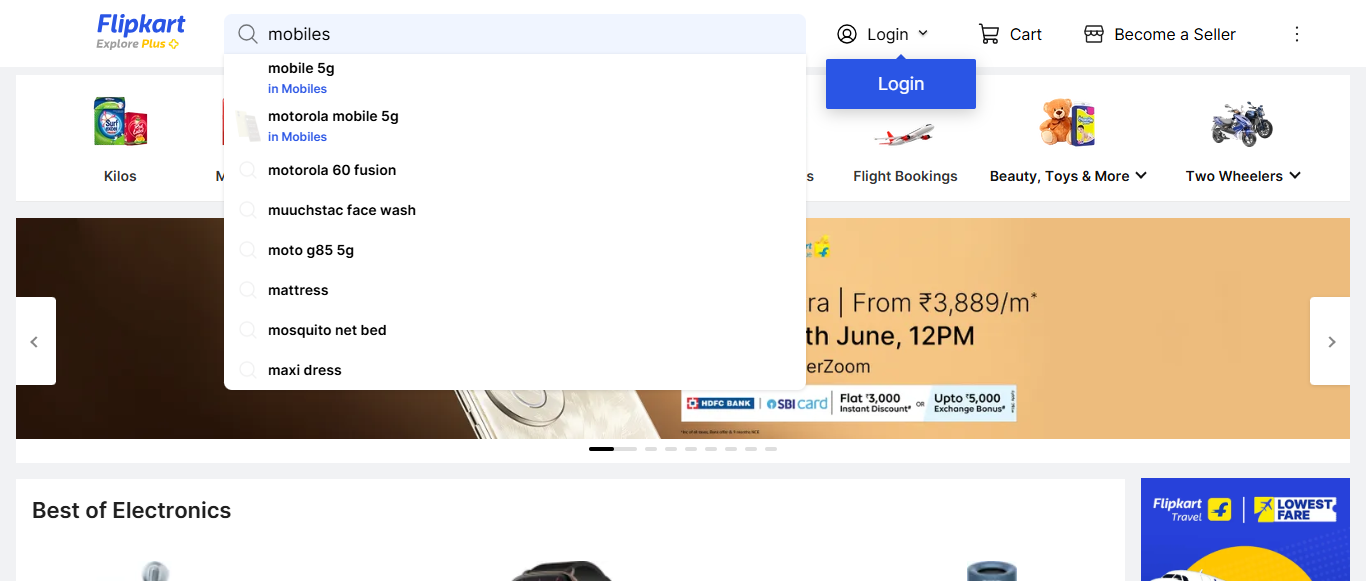 Flipkart
Explore Plus
mobiles
Login
Cart
Become a Seller
mobile 5g
in Mobiles
motorola mobile 5g
in Mobiles
motorola 60 fusion
muuchstac face wash
moto g85 5g
mattress
mosquito net bed
maxi dress
Login
Surf excel
Kilos
M
s
Flight Bookings
Beauty, Toys & More
Two Wheelers
ra | From ₹3,889/m*
th June, 12PM
erZoom
HDFC BANK
SBI card
Flat ₹3,000
Instant Discount*
OR
Upto ₹5,000
Exchange Bonus*
Best of Electronics
Flipkart
Travel
LOWEST
FARE